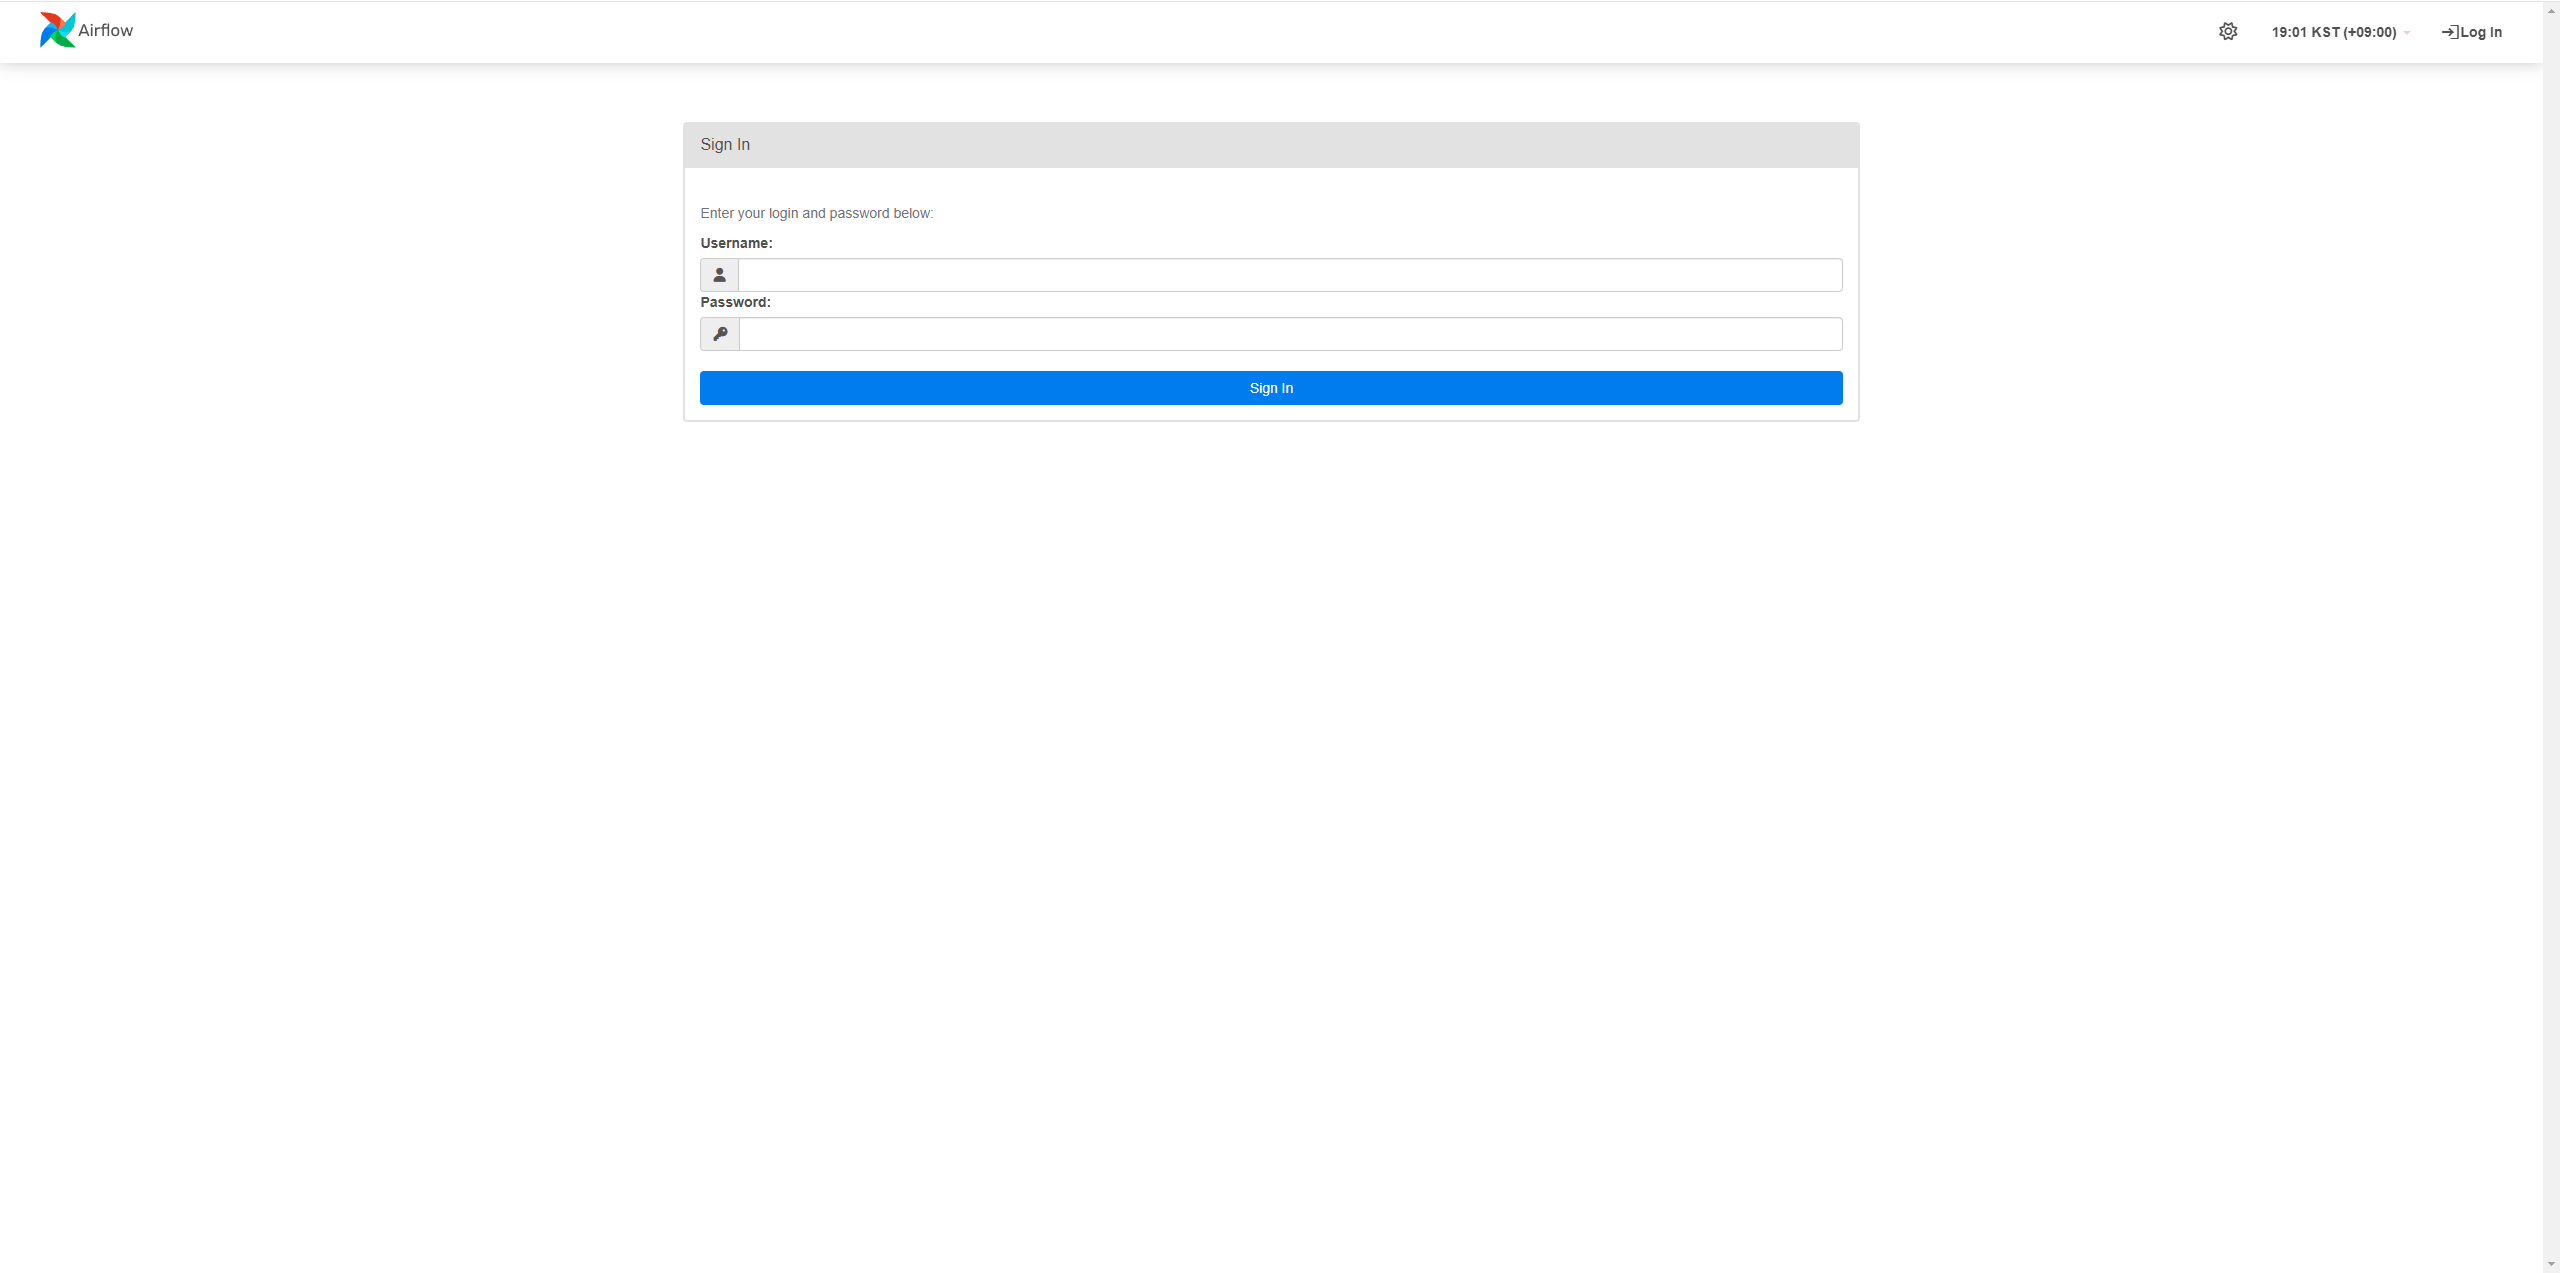 Airflow
19:01 KST (+09:00)
Log In
Sign In
Enter your login and password below:
Username:
Password:
Sign In